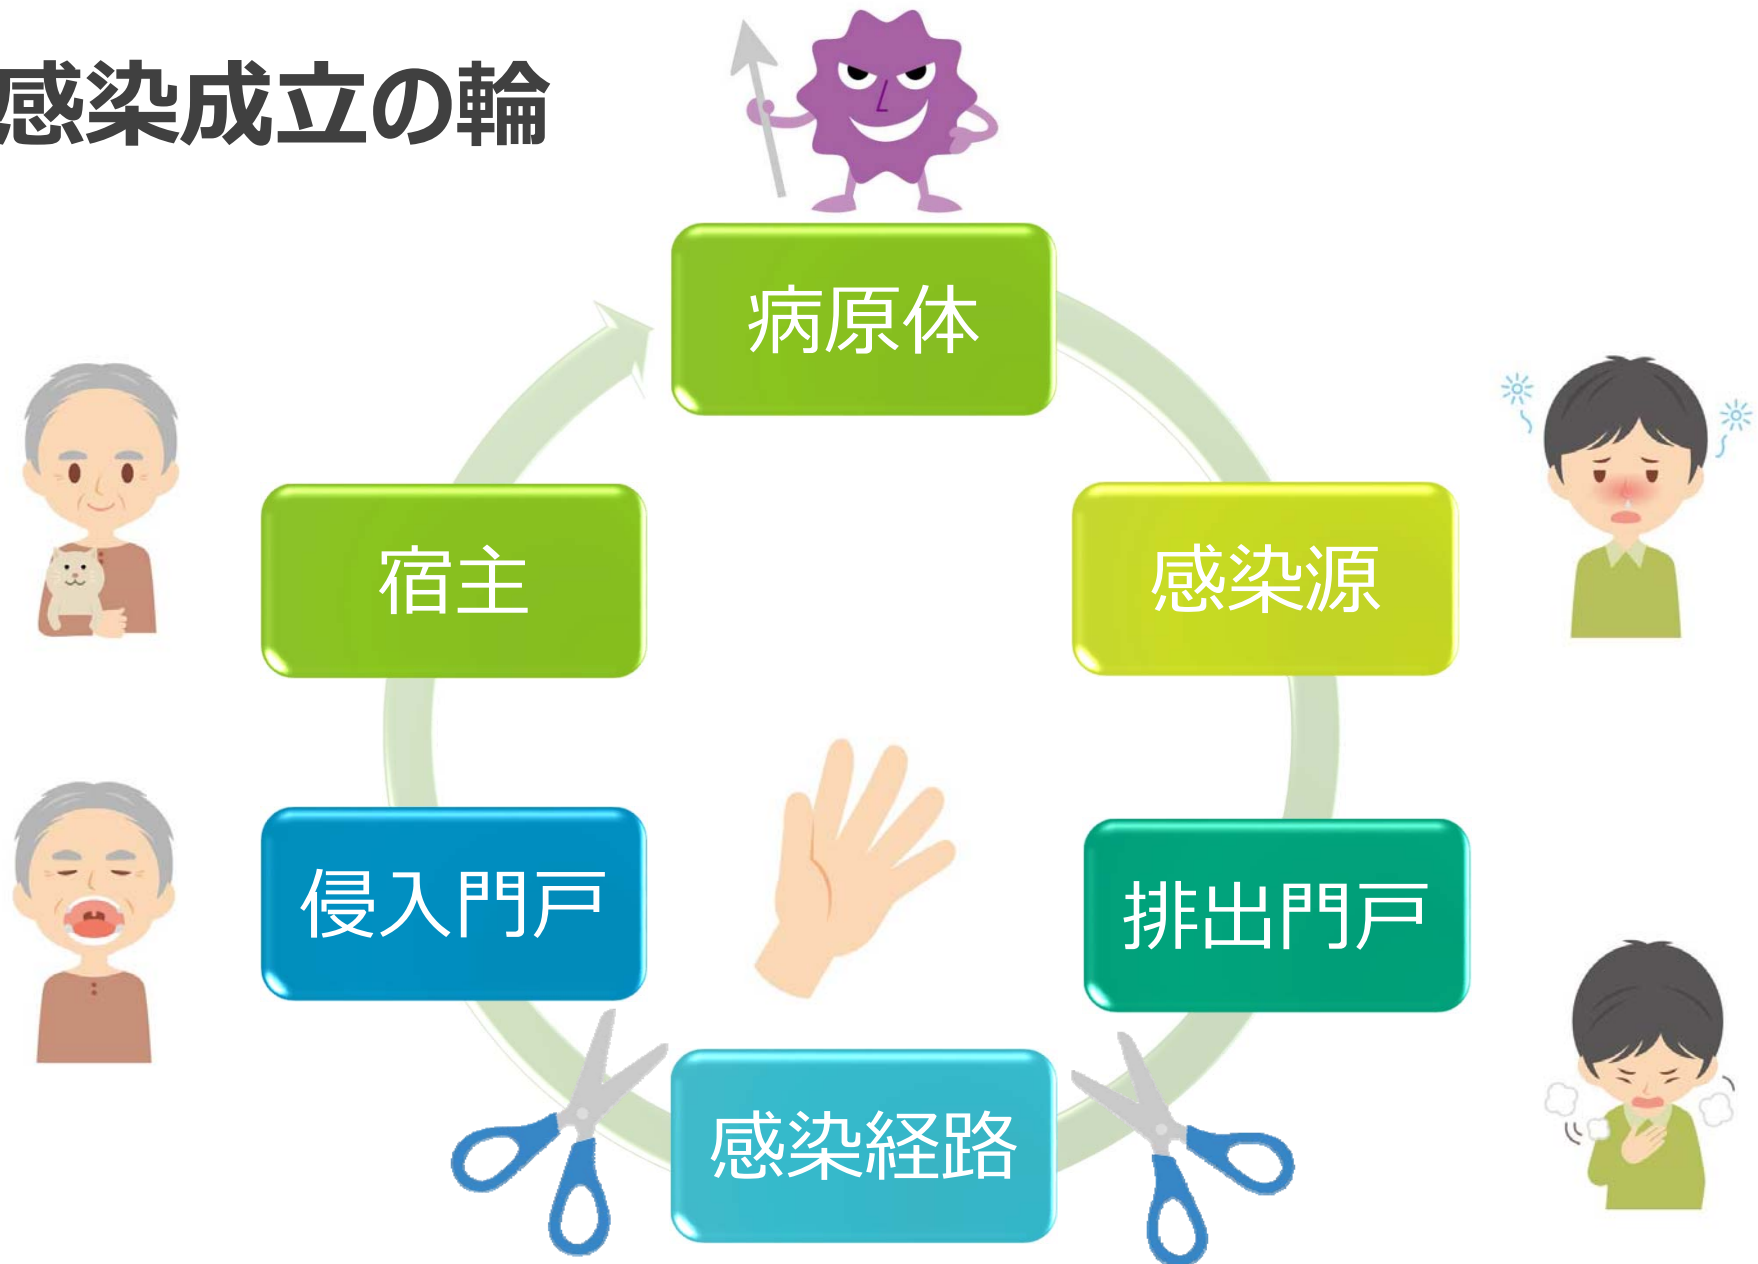 感染成立の輪
病原体
宿主
感染源
侵入門戸
排出門戸
感染経路